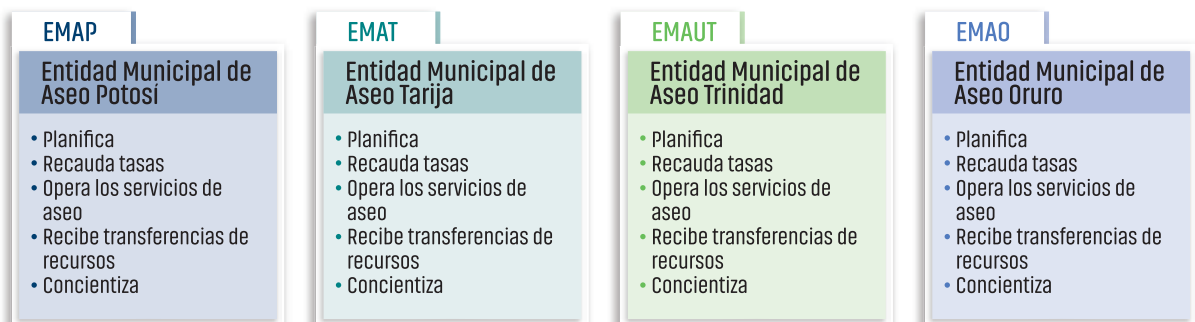 EMAP
Entidad Municipal de
Aseo Potosí
• Planifica
• Recauda tasas
• Opera los servicios de
aseo
• Recibe transferencias de
recursos
• Concientiza
EMAT
Entidad Municipal de
Aseo Tarija
• Planifica
• Recauda tasas
• Opera los servicios de
aseo
• Recibe transferencias de
recursos
• Concientiza
EMAUT
Entidad Municipal de
Aseo Trinidad
• Planifica
• Recauda tasas
• Opera los servicios de
aseo
• Recibe transferencias de
recursos
• Concientiza
EMAO
Entidad Municipal de
Aseo Oruro
• Planifica
• Recauda tasas
• Opera los servicios de
aseo
• Recibe transferencias de
recursos
• Concientiza